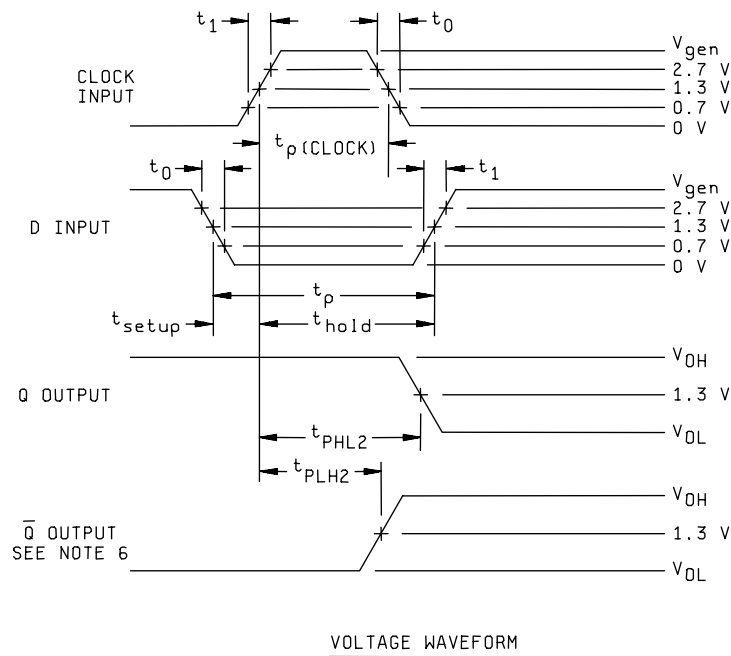 t1
t0
Vgen
2.7 V
1.3 V
0.7 V
0 V
CLOCK
INPUT
tp(CLOCK)
t0
t1
Vgen
2.7 V
1.3 V
0.7 V
0 V
D INPUT
tp
tsetup
thold
VOH
Q OUTPUT
1.3 V
VOL
tPHL2
tPLH2
VOH
Q̅ OUTPUT
SEE NOTE 6
1.3 V
VOL
VOLTAGE WAVEFORM